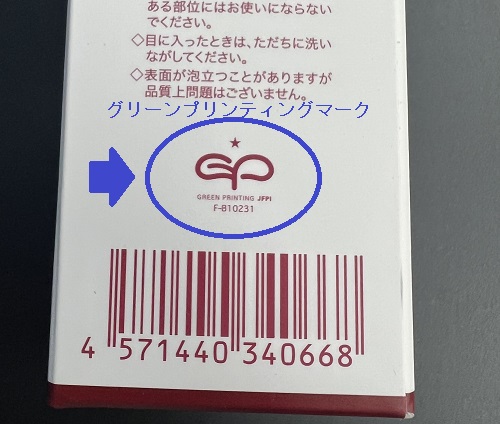 ある部位にはお使いにならない
でください。
◇目に入ったときは、ただちに洗い
ながしてください。
◇表面が泡立つことがありますが
品質上問題はございません。
グリーンプリンティングマーク
GREEN PRINTING JFPI
F-B10231
4 571440 340668